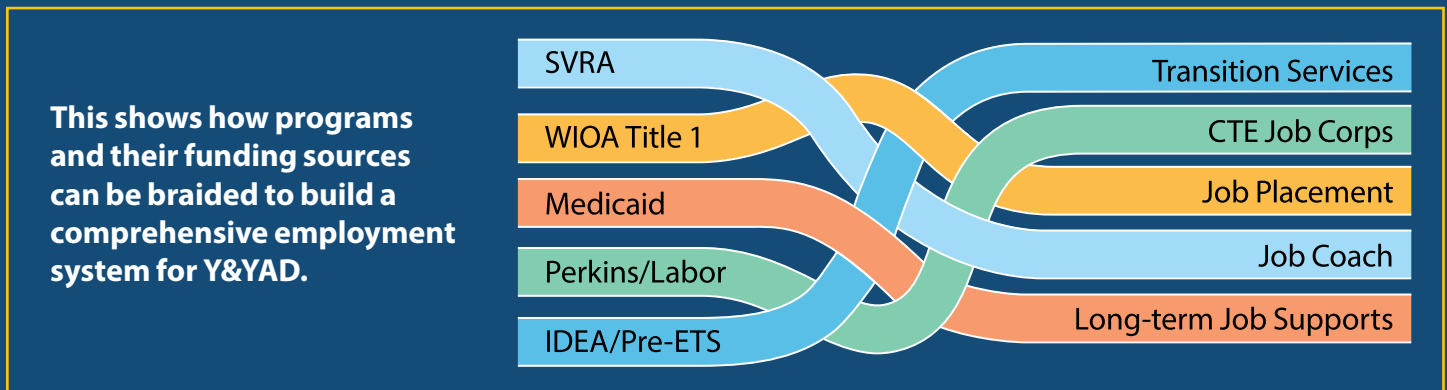 This shows how programs
and their funding sources
can be braided to build a
comprehensive employment
system for Y&YAD.
SVRA
WIOA Title 1
Medicaid
Perkins/Labor
IDEA/Pre-ETS
Transition Services
CTE Job Corps
Job Placement
Job Coach
Long-term Job Supports